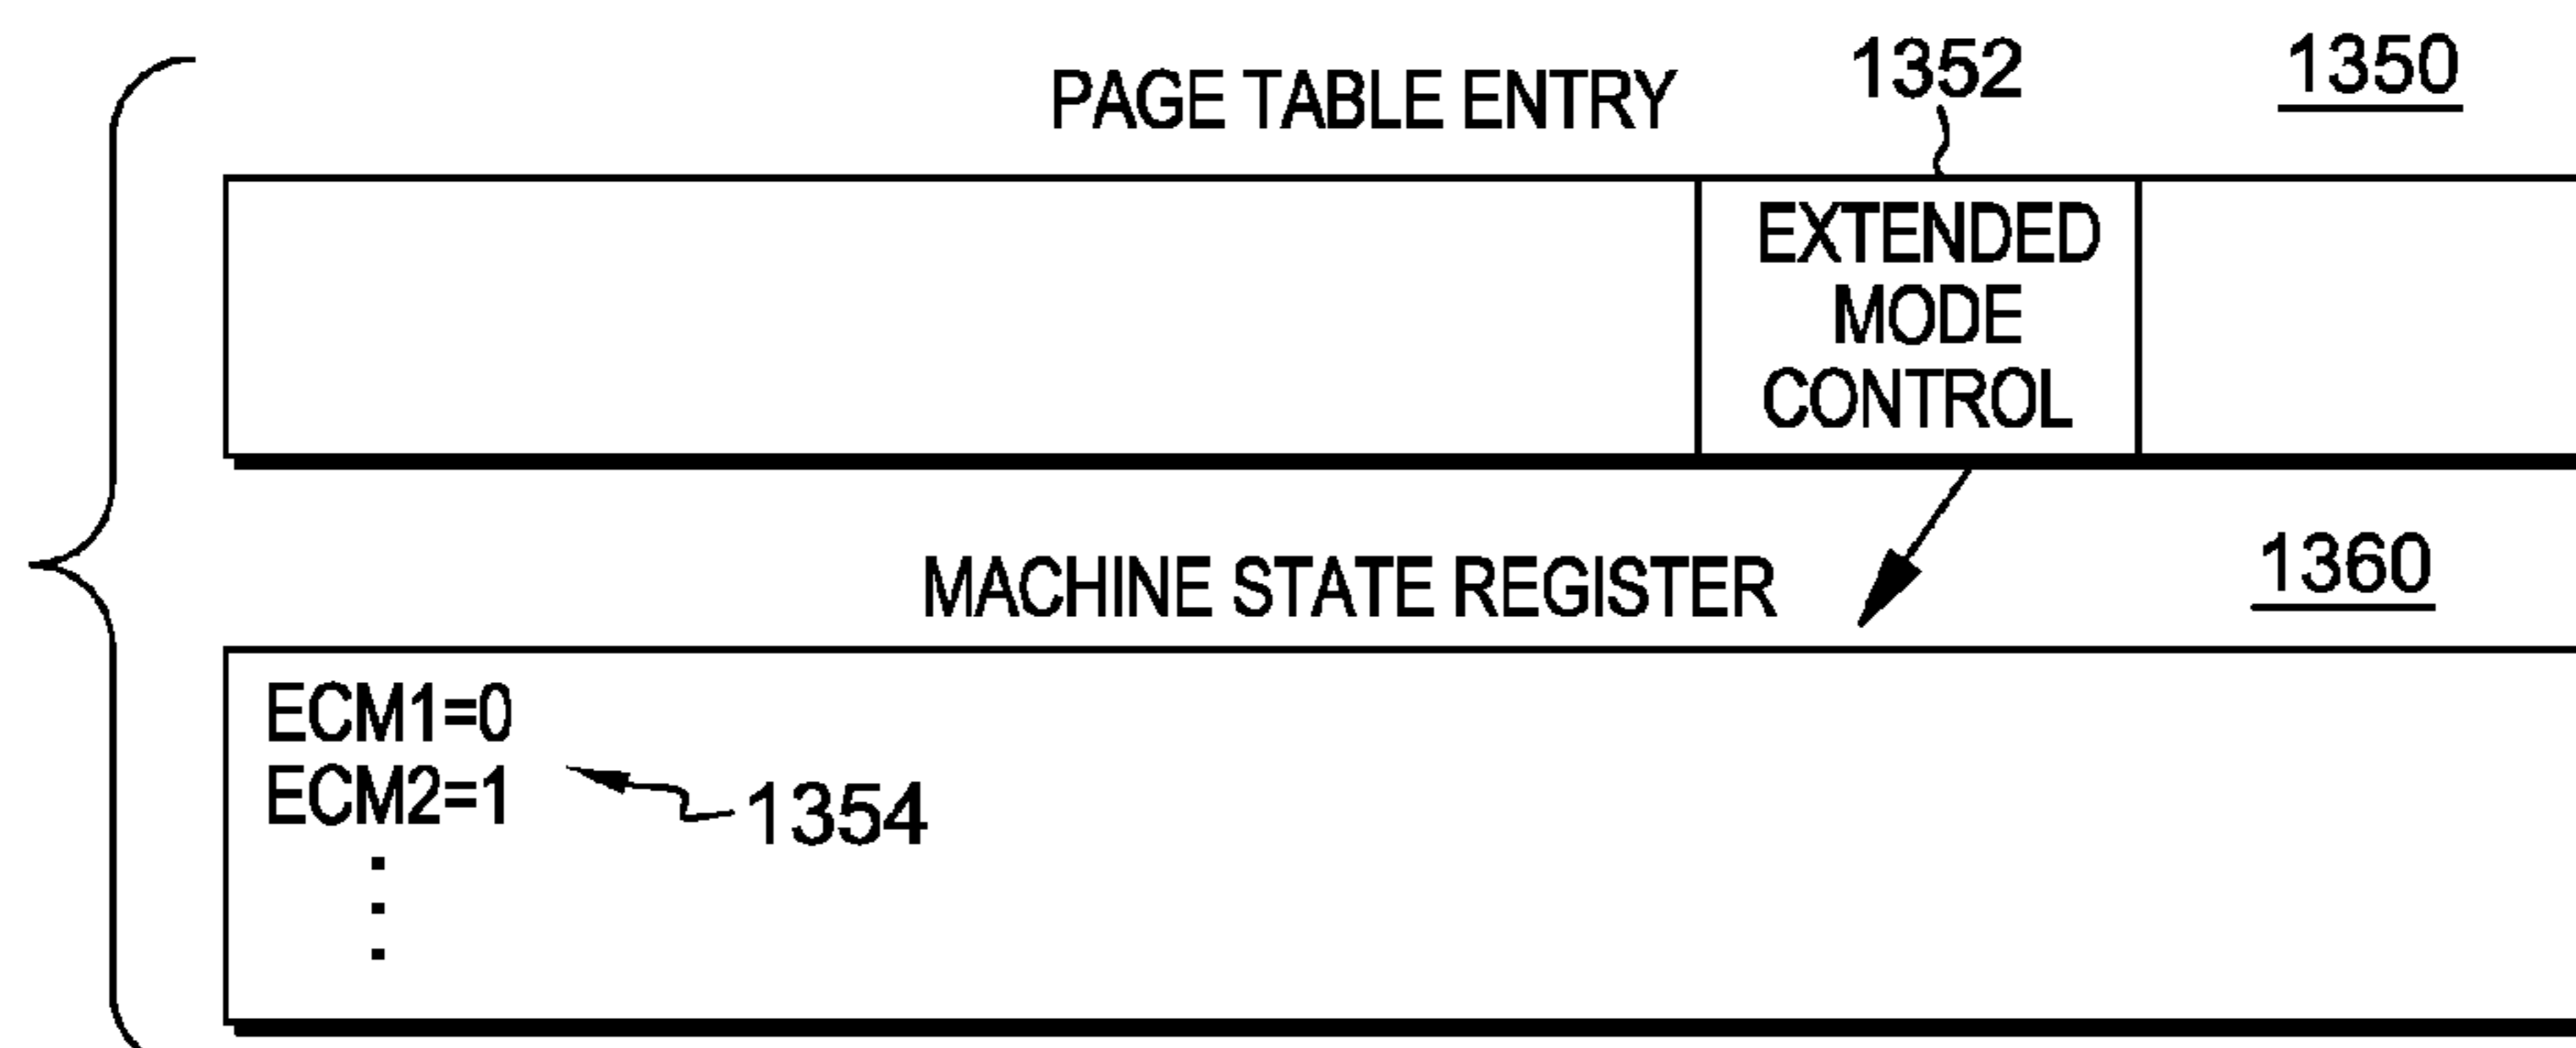 PAGE TABLE ENTRY
1352
1350
EXTENDED
MODE
CONTROL
MACHINE STATE REGISTER
1360
ECM1=0
ECM2=1
1354